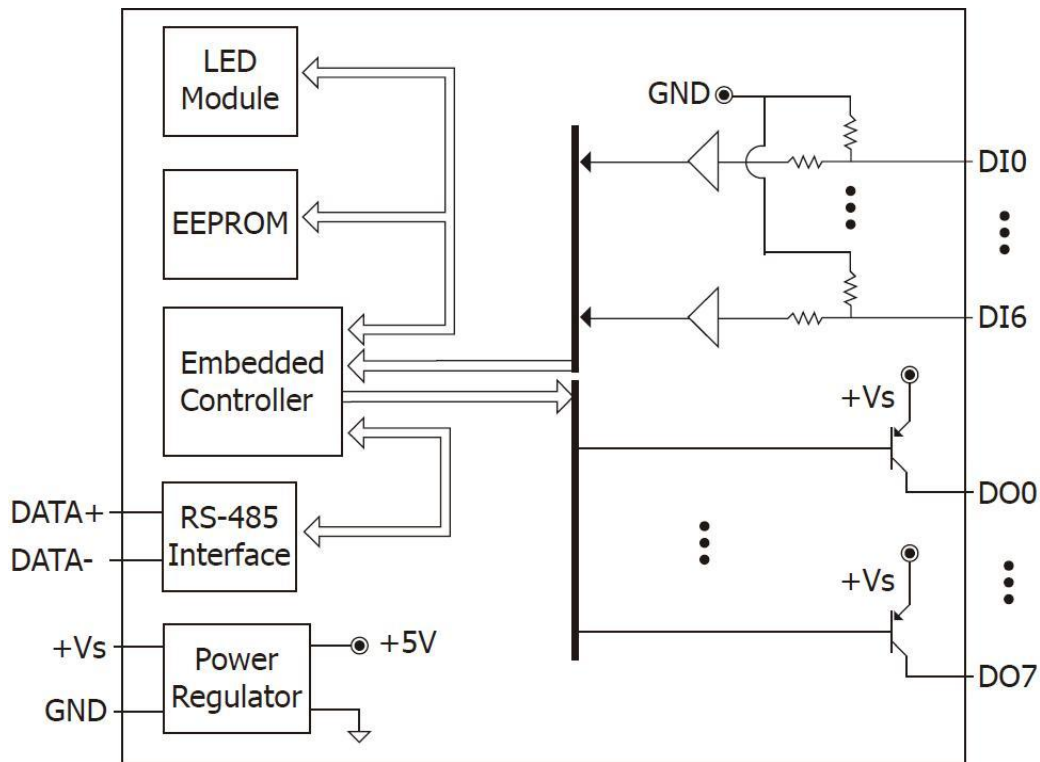 LED
Module
EEPROM
Embedded
Controller
RS-485
Interface
Power
Regulator
DATA+
DATA-
+Vs
GND
+5V
GND
DI0
DI6
+Vs
DO0
+Vs
DO7